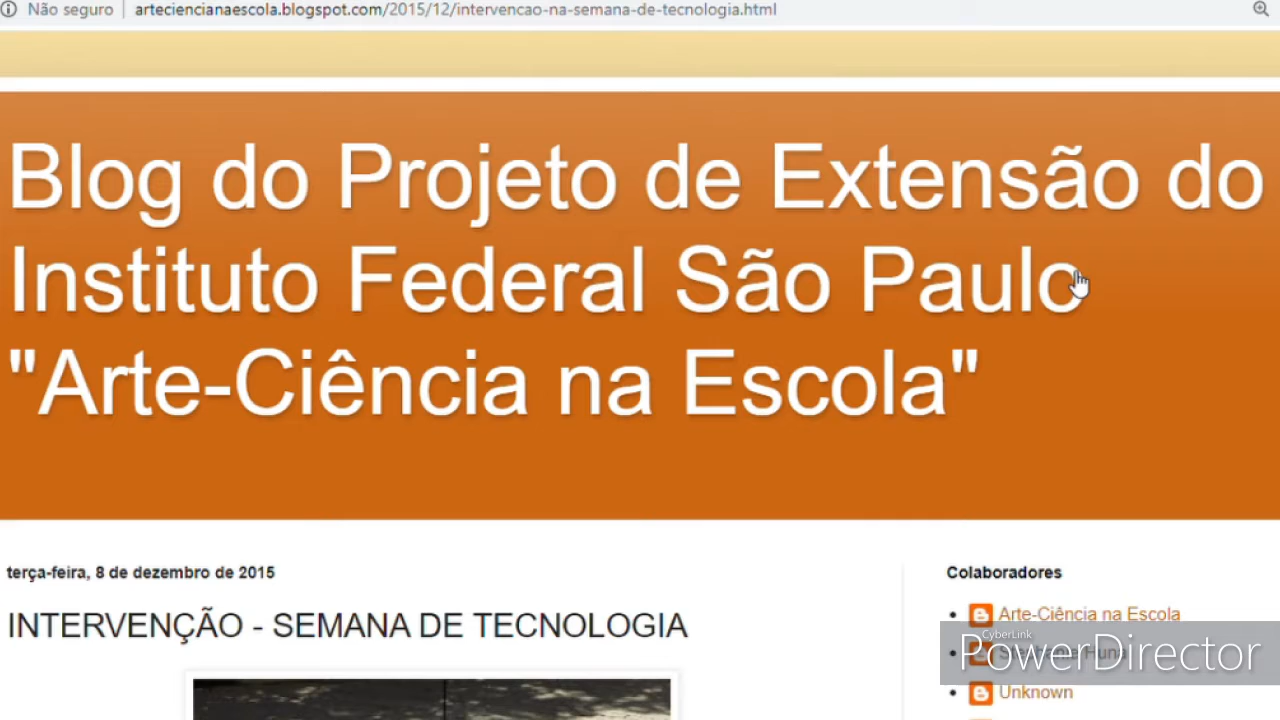 Não seguro
arteciencianaescola.blogspot.com/2015/12/intervencao-na-semana-de-tecnologia.html
Blog do Projeto de Extensão do
Instituto Federal São Paulo
"Arte-Ciência na Escola"
terça-feira, 8 de dezembro de 2015
INTERVENÇÃO - SEMANA DE TECNOLOGIA
Colaboradores
Arte-Ciência na Escola
CyberLink
PowerDirector
Unknown